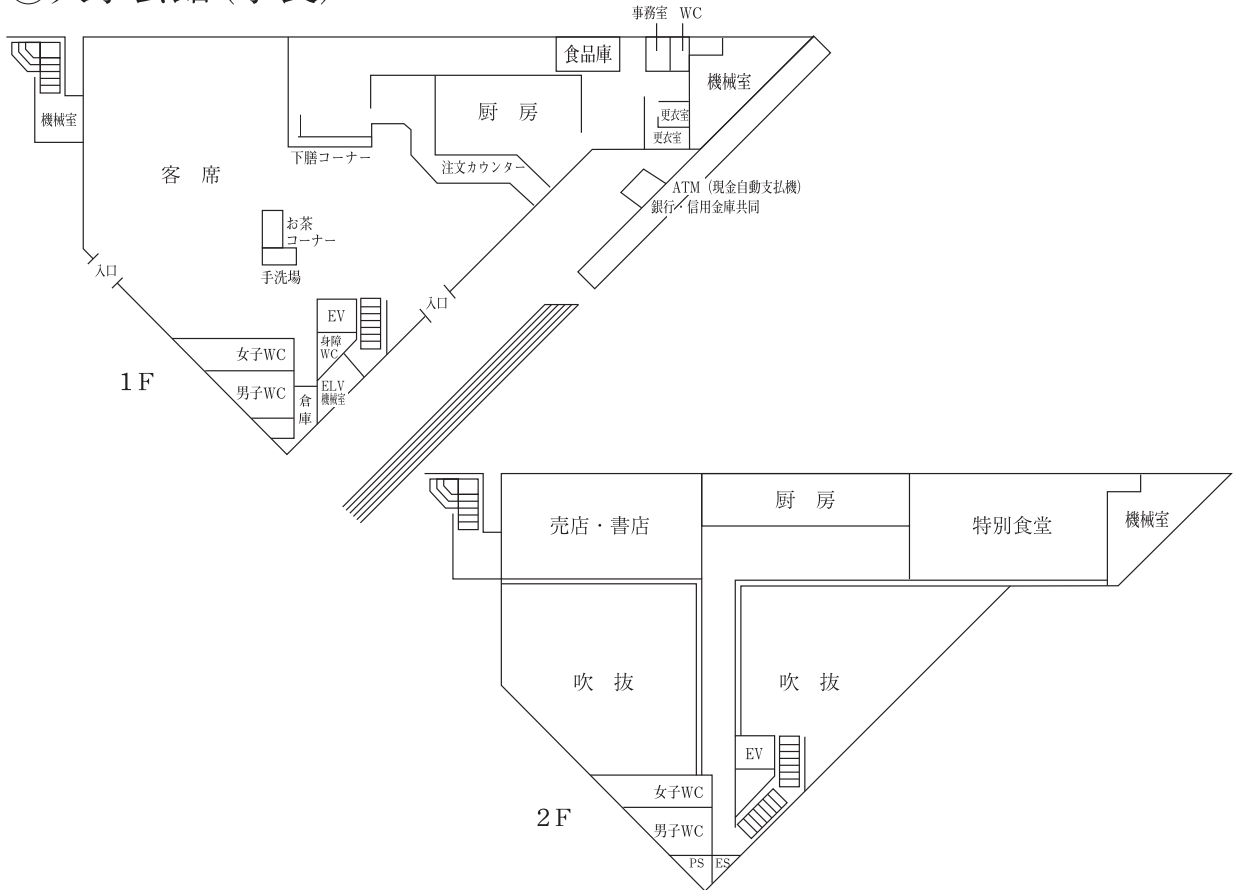 事務室 WC
食品庫
機械室
厨 房
更衣室
更衣室
機械室
下膳コーナー
注文カウンター
客 席
ATM(現金自動支払機)
銀行・信用金庫共同
お茶
コーナー
手洗場
入口
入口
EV
身障
WC
女子WC
男子WC
ELV
機械室
倉
庫
1F
売店・書店
厨 房
特別食堂
機械室
吹 抜
吹 抜
EV
女子WC
男子WC
PS
ES
2F